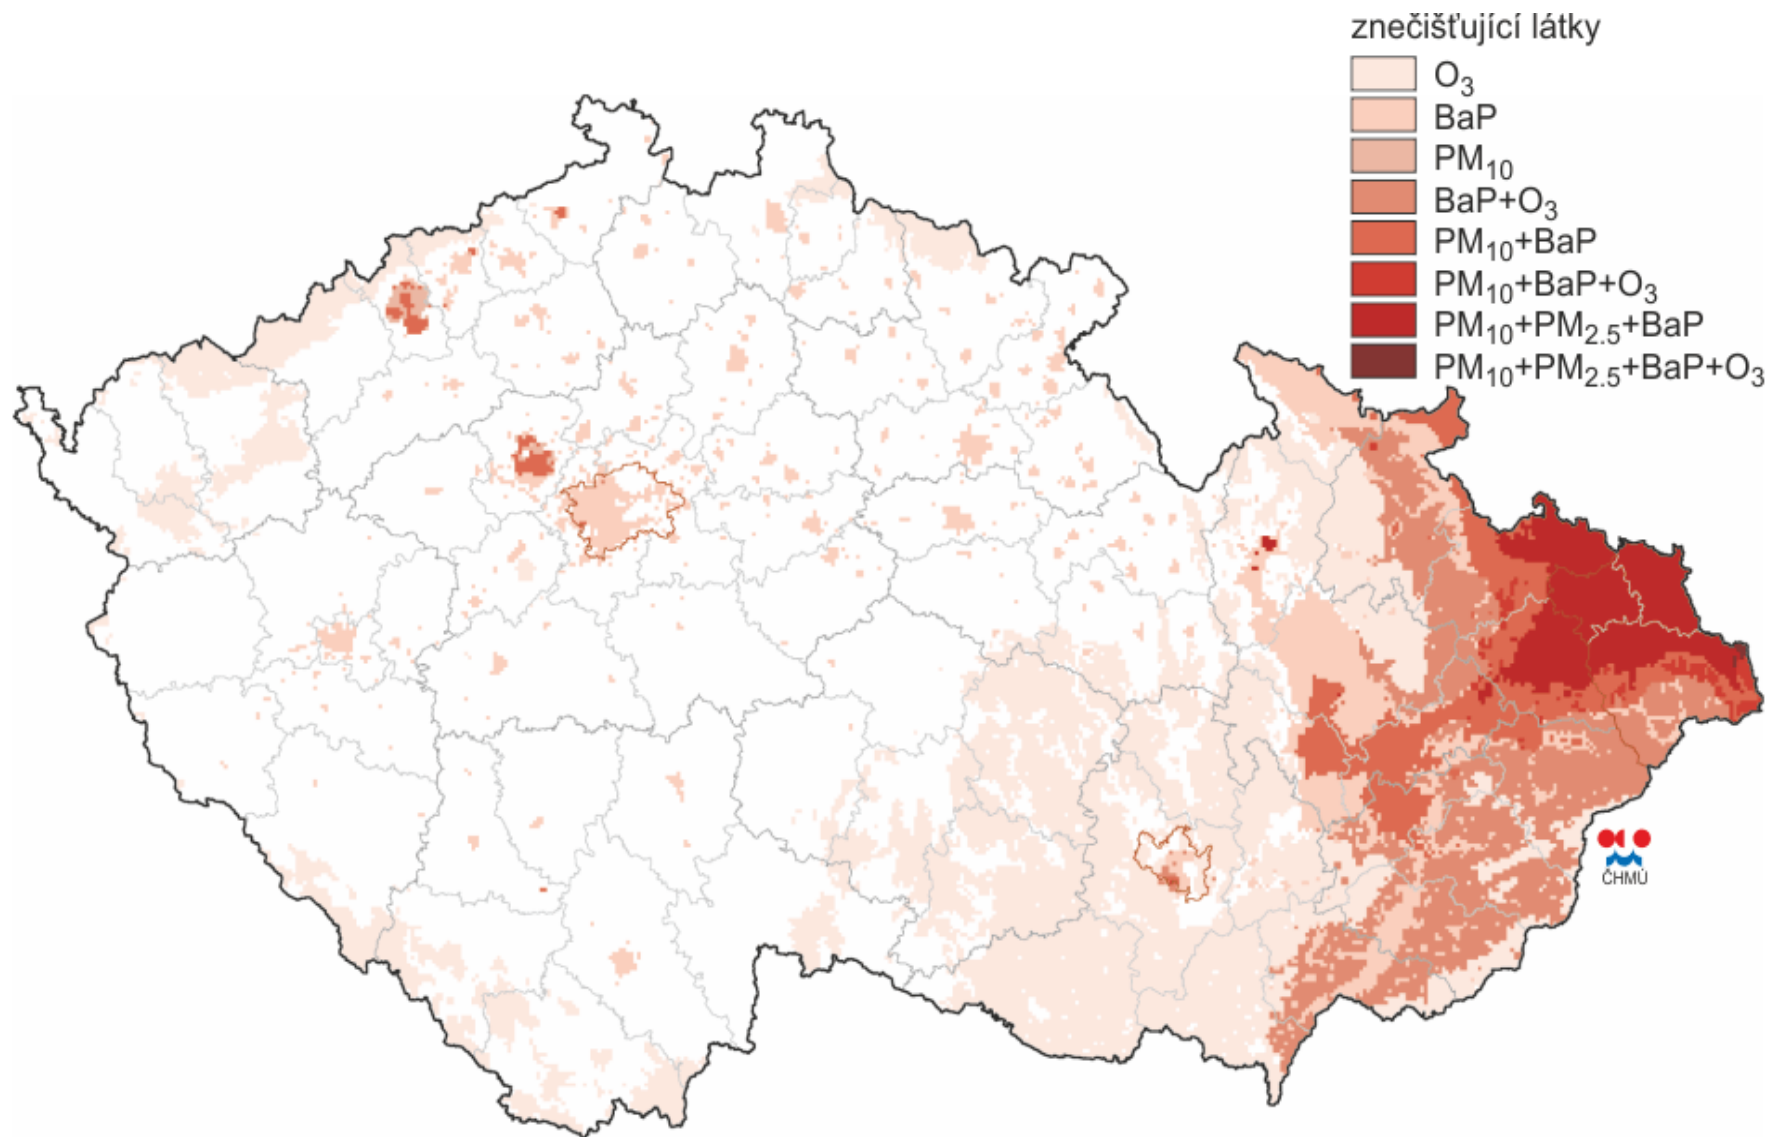 znečišťující látky
O₃
BaP
PM₁₀
BaP+O₃
PM₁₀+BaP
PM₁₀+BaP+O₃
PM₁₀+PM₂.₅+BaP
PM₁₀+PM₂.₅+BaP+O₃
ČHMÚ